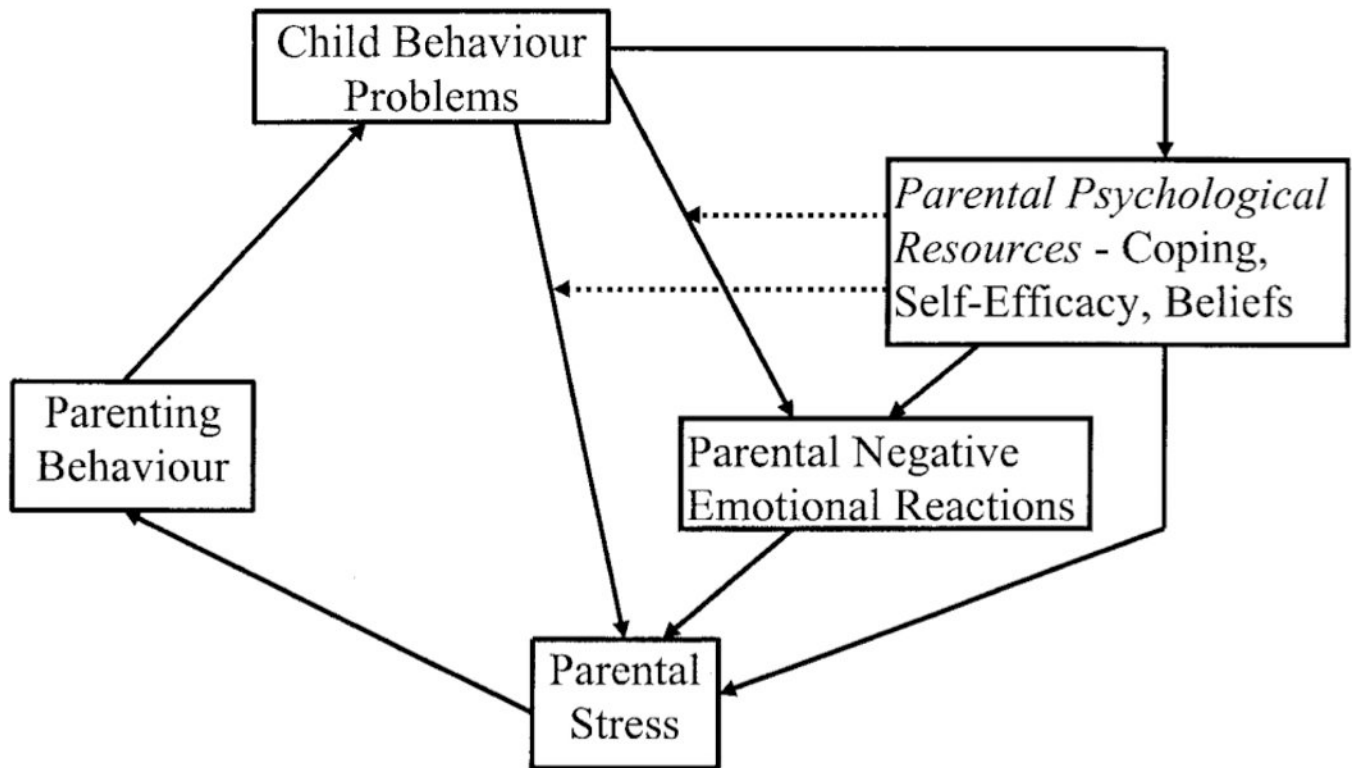 Child Behaviour
Problems
Parental Psychological
Resources - Coping,
Self-Efficacy, Beliefs
Parenting
Behaviour
Parental Negative
Emotional Reactions
Parental
Stress